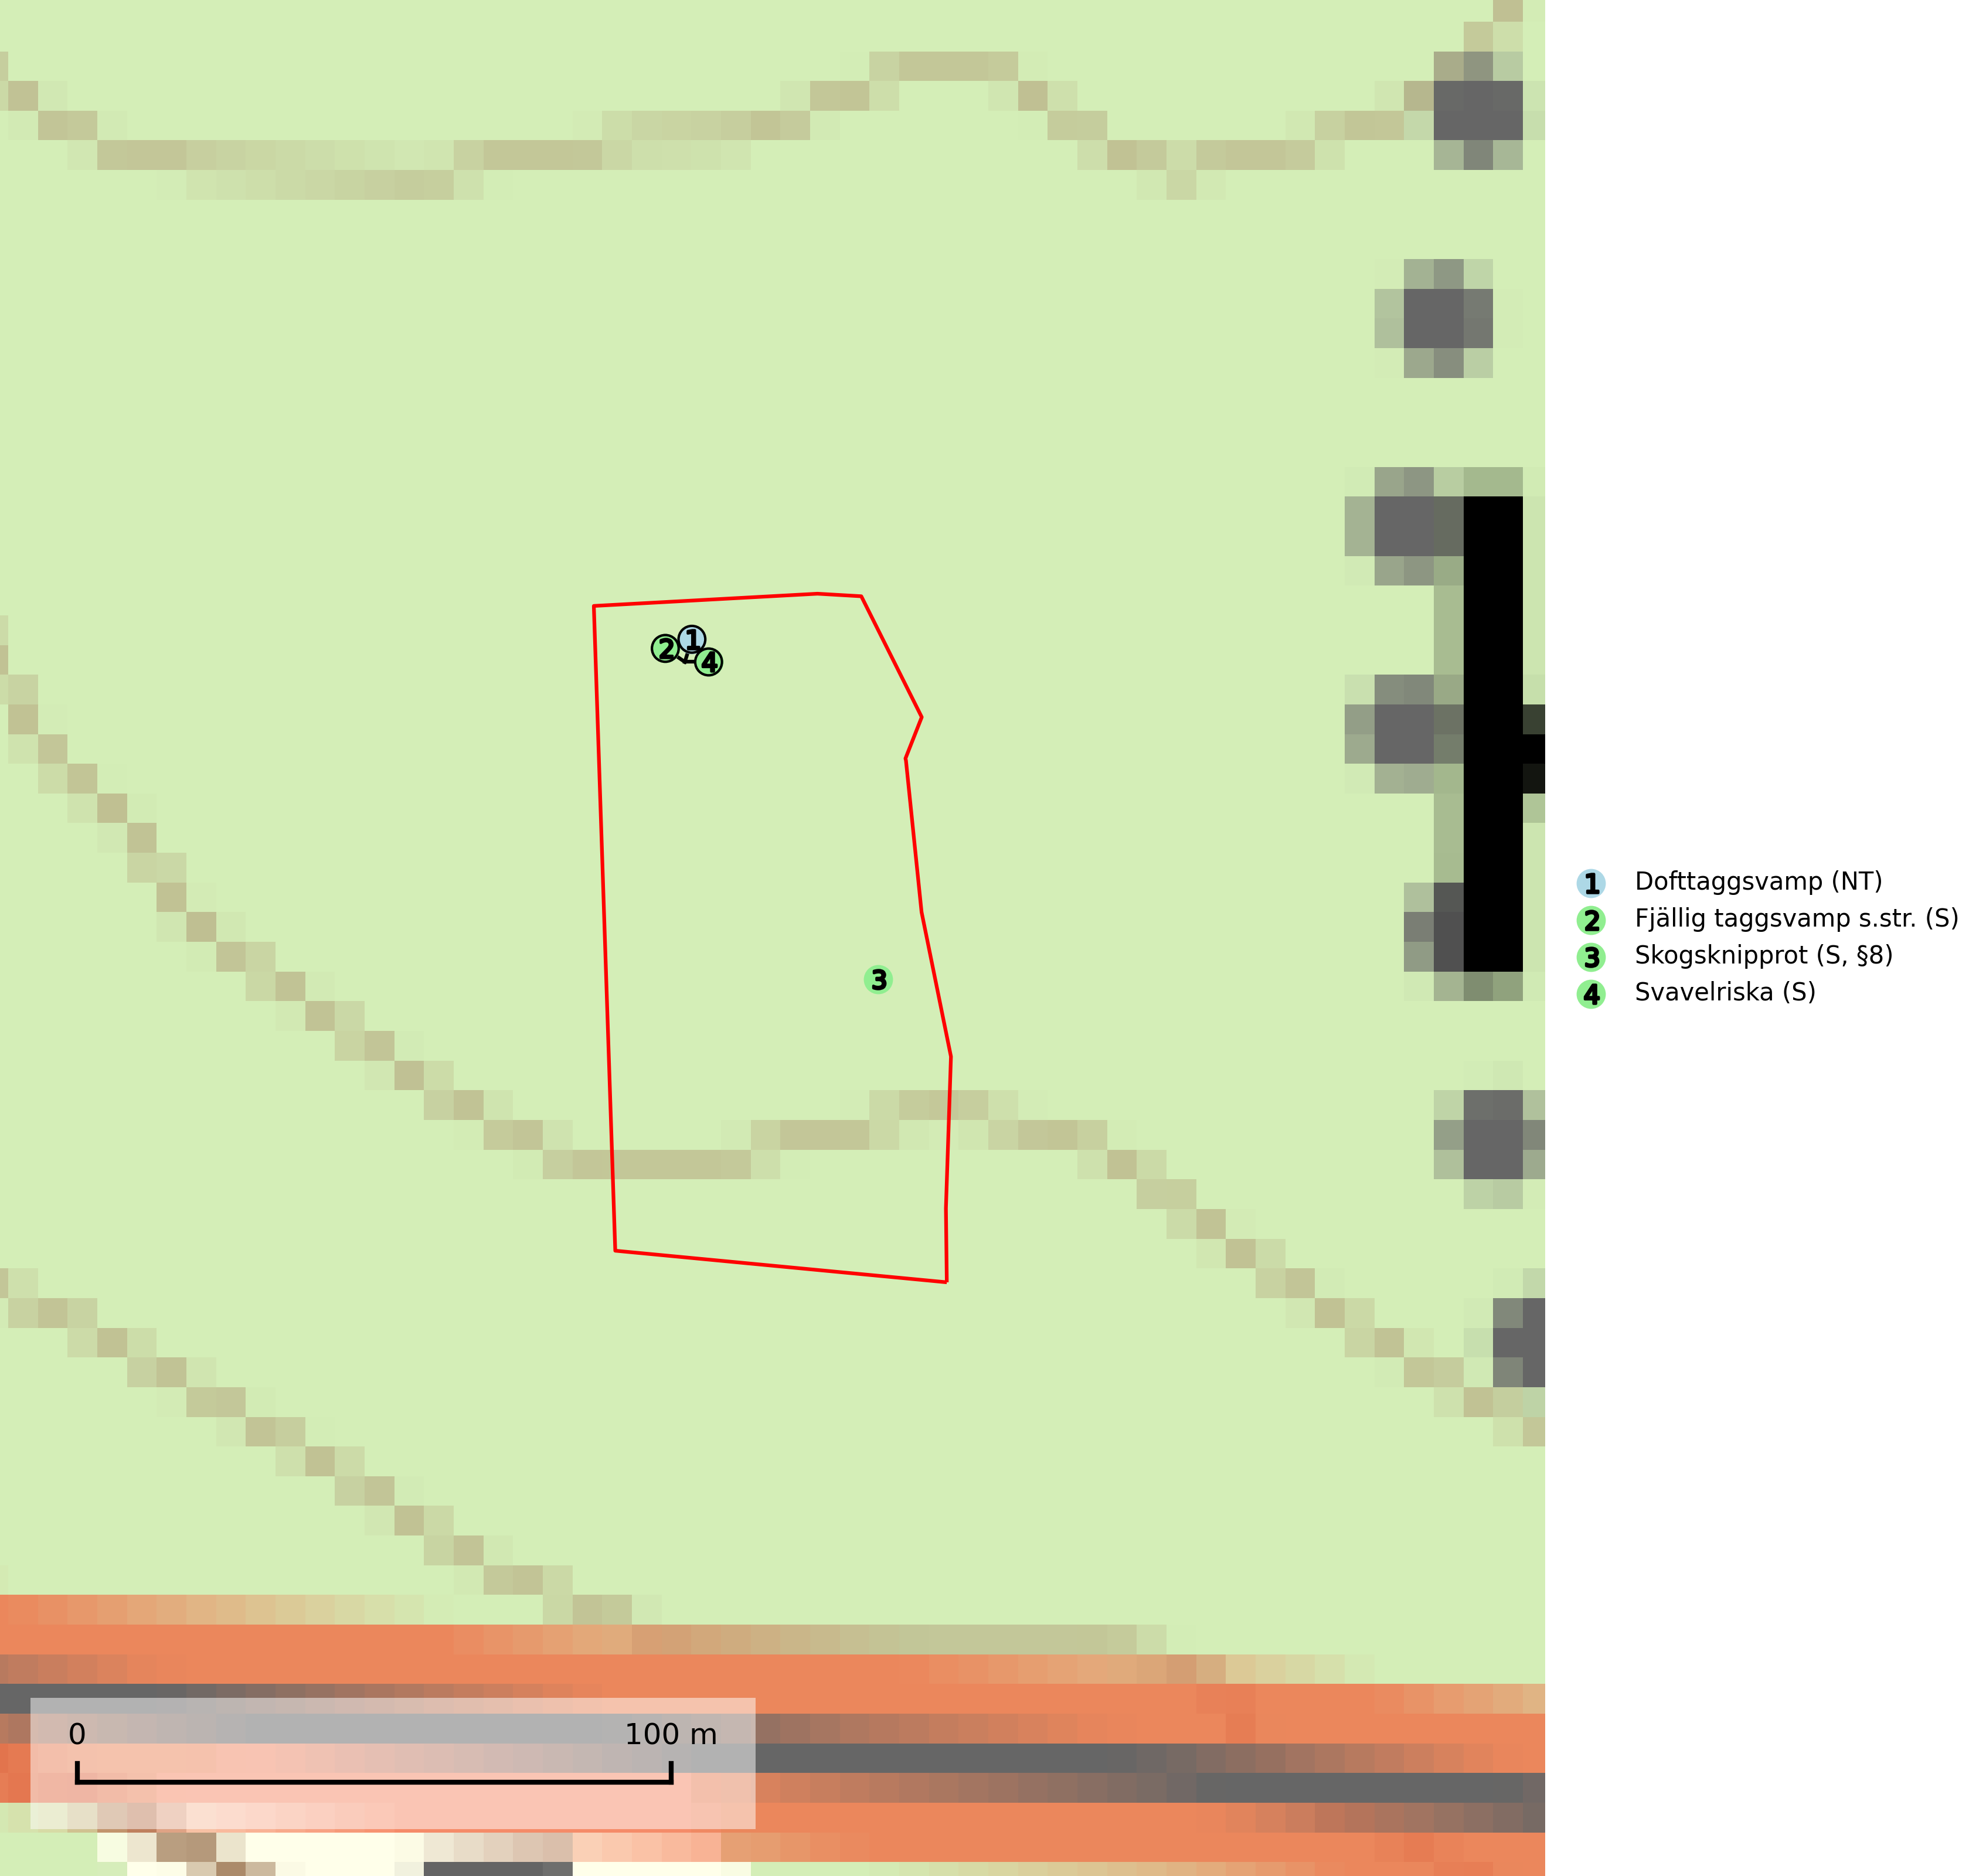 1
2
4
3
1 Dofttaggsvamp (NT)
2 Fjällig taggsvamp s.str. (S)
3 Skogsknipprot (S, §8)
4 Svavelriska (S)
0 100 m